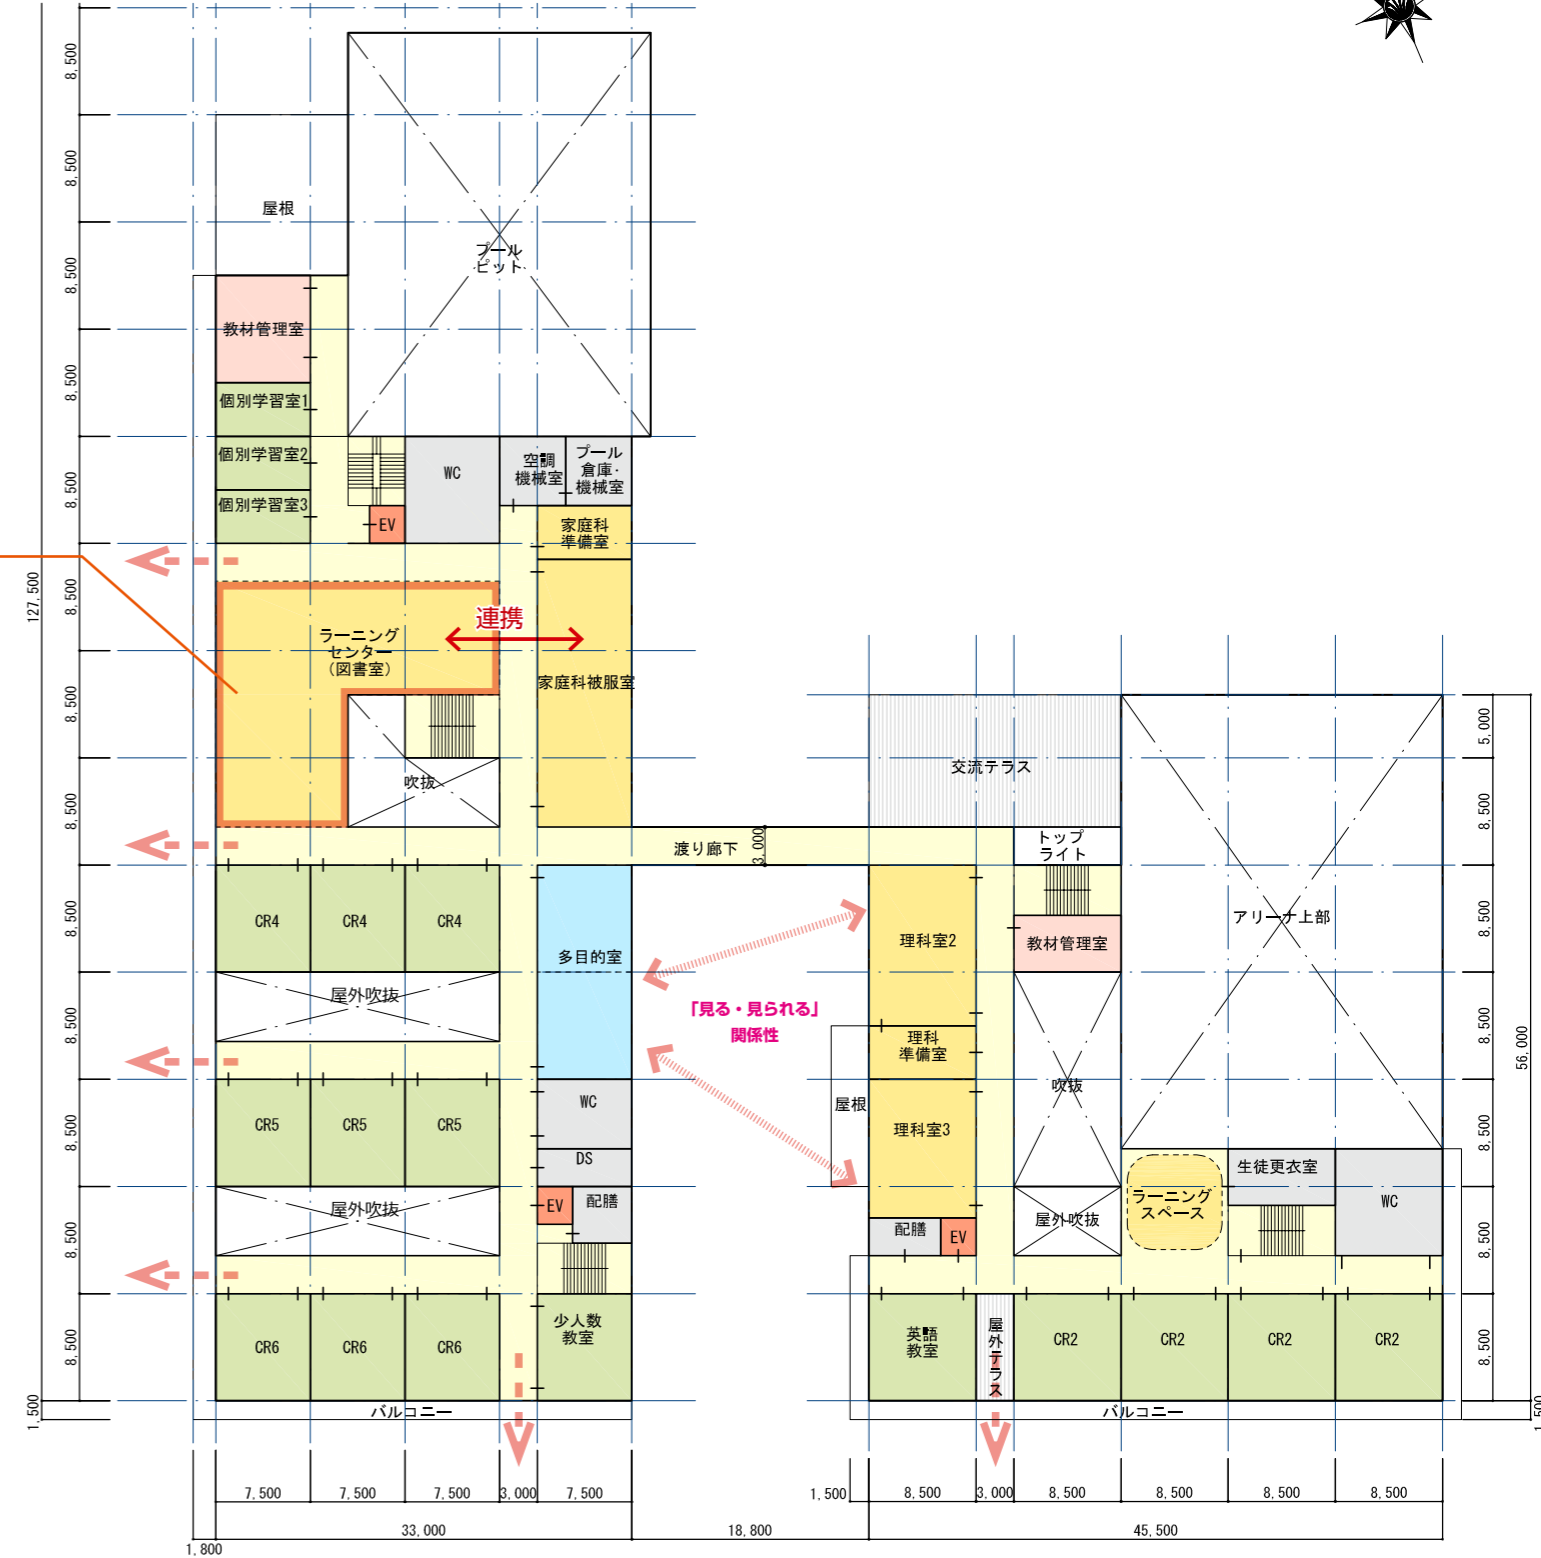 屋根
プール
ピット
教材管理室
個別学習室1
個別学習室2
個別学習室3
WC
空調
機械室
プール
倉庫・
機械室
EV
家庭科
準備室
連携
ラーニング
センター
(図書室)
家庭科被服室
吹抜
渡り廊下
3,000
交流テラス
トップ
ライト
CR4
CR4
CR4
多目的室
理科室2
教材管理室
アリーナ上部
屋外吹抜
「見る・見られる」
関係性
理科
準備室
吹抜
屋根
CR5
CR5
CR5
WC
理科室3
DS
生徒更衣室
屋外吹抜
EV
配膳
配膳
EV
屋外吹抜
ラーニング
スペース
WC
CR6
CR6
CR6
少人数
教室
英語
教室
屋外テラス
CR2
CR2
CR2
CR2
バルコニー
バルコニー
8,500
8,500
8,500
8,500
8,500
8,500
8,500
8,500
8,500
8,500
8,500
8,500
8,500
127,500
1,500
5,000
8,500
8,500
8,500
8,500
8,500
8,500
56,000
7,500
7,500
7,500
3,000
7,500
1,500
8,500
3,000
8,500
8,500
8,500
8,500
1,800
33,000
18,800
45,500